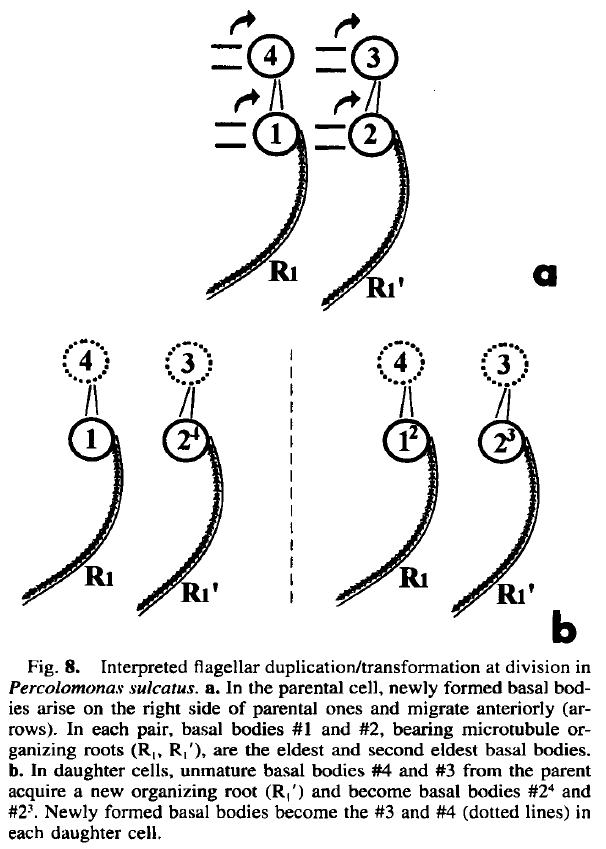 4 3
1 2
R1 R1'
a
4 3 4 3
1 2⁴ 1² 2³
R1 R1' R1 R1'
b
Fig. 8. Interpreted flagellar duplication/transformation at division in
Percolomonas sulcatus. a. In the parental cell, newly formed basal bod-
ies arise on the right side of parental ones and migrate anteriorly (ar-
rows). In each pair, basal bodies #1 and #2, bearing microtubule or-
ganizing roots (R₁, R₁'), are the eldest and second eldest basal bodies.
b. In daughter cells, unmature basal bodies #4 and #3 from the parent
acquire a new organizing root (R₁') and become basal bodies #2⁴ and
#2³. Newly formed basal bodies become the #3 and #4 (dotted lines) in
each daughter cell.